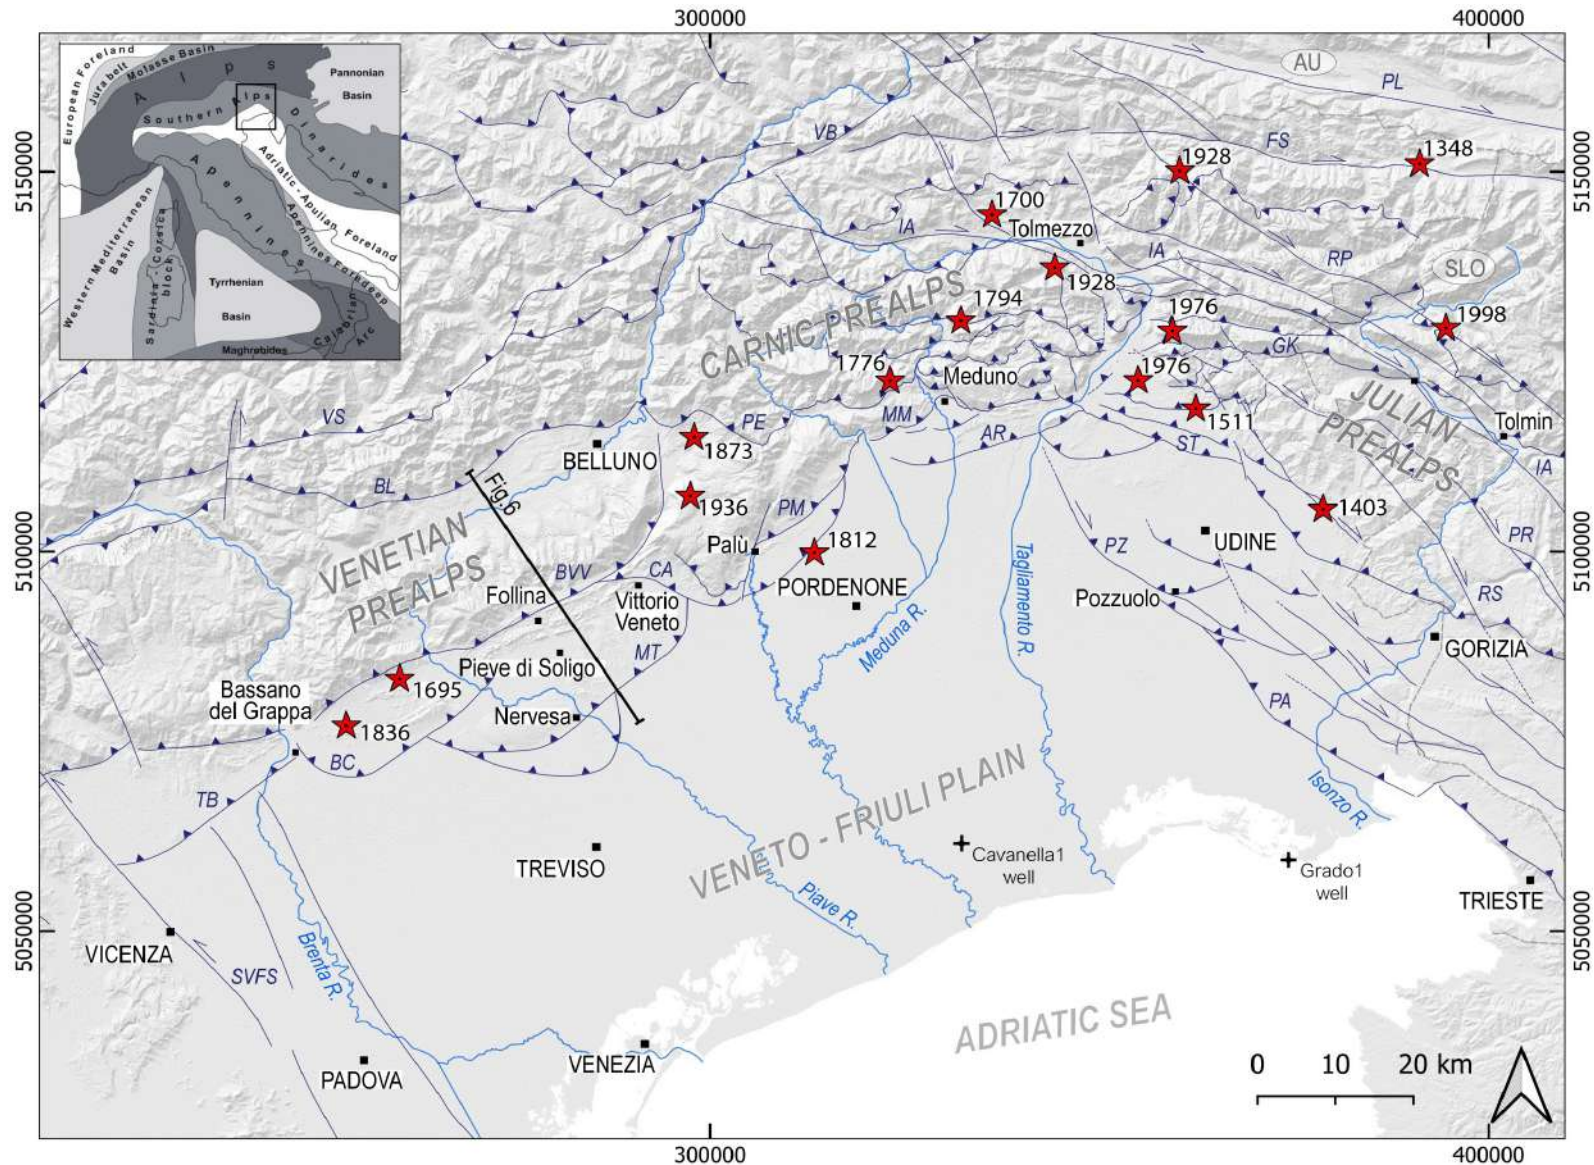 300000
400000
5150000
5100000
5050000
5150000
5100000
5050000
300000
400000
European Foreland
Jura belt
Molasse Basin
Alps
Southern Alps
Pannonian
Basin
Dinarides
Adriatic - Apulian Foreland
Apennines Foredeep
Apennines
Western Mediterranean
Basin
Sardinia - Corsica
block
Tyrrhenian
Basin
Calabrian
Arc
Maghrebides
AU
PL
VB
FS
1928
1348
1700
Tolmezzo
IA
IA
RP
SLO
1928
1794
1976
1998
CARNIC PREALPS
GK
1776
Meduno
1976
JULIAN
PREALPS
VS
PE
MM
1511
Tolmin
AR
ST
1873
BELLUNO
IA
BL
Fig.6
1936
PM
1403
VENETIAN
PREALPS
Palù
1812
PZ
UDINE
PR
BVV
CA
Follina
Vittorio
Veneto
PORDENONE
Pozzuolo
RS
Meduna R.
Tagliamento R.
MT
GORIZIA
Pieve di Soligo
1695
Bassano
del Grappa
Nervesa
PA
1836
BC
TB
Isonzo R.
VENETO - FRIULI PLAIN
TREVISO
Cavanella1
well
Grado1
well
TRIESTE
Piave R.
VICENZA
Brenta R.
SVFS
ADRIATIC SEA
VENEZIA
PADOVA
0 10 20 km